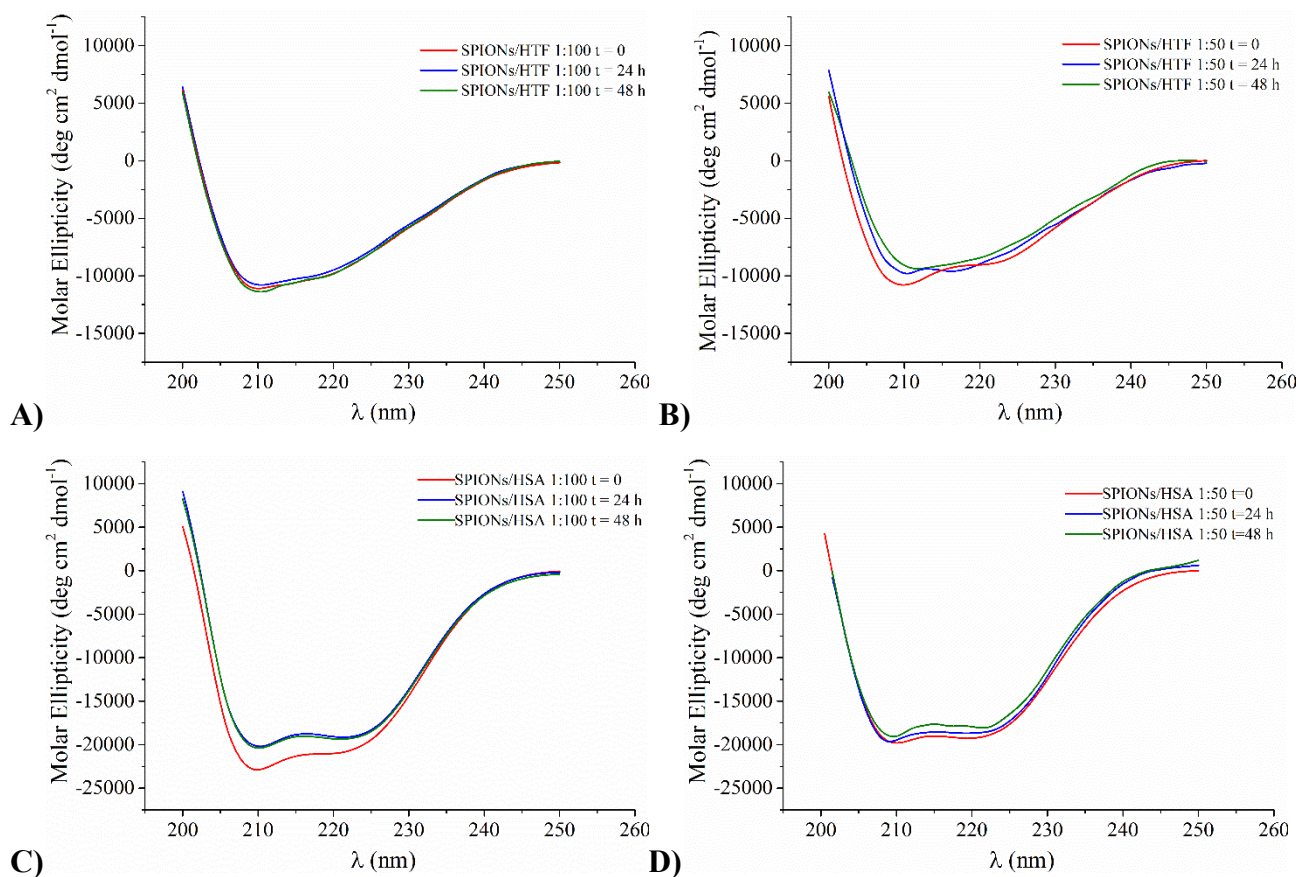 SPIONs/HTF 1:100 t = 0
SPIONs/HTF 1:100 t = 24 h
SPIONs/HTF 1:100 t = 48 h
Molar Ellipticity (deg cm² dmol⁻¹)
10000
5000
0
-5000
-10000
-15000
200 210 220 230 240 250 260
λ (nm)
A)
SPIONs/HTF 1:50 t = 0
SPIONs/HTF 1:50 t = 24 h
SPIONs/HTF 1:50 t = 48 h
Molar Ellipticity (deg cm² dmol⁻¹)
10000
5000
0
-5000
-10000
-15000
200 210 220 230 240 250 260
λ (nm)
B)
SPIONs/HSA 1:100 t = 0
SPIONs/HSA 1:100 t = 24 h
SPIONs/HSA 1:100 t = 48 h
Molar Ellipticity (deg cm² dmol⁻¹)
10000
5000
0
-5000
-10000
-15000
-20000
-25000
200 210 220 230 240 250 260
λ (nm)
C)
SPIONs/HSA 1:50 t=0
SPIONs/HSA 1:50 t=24 h
SPIONs/HSA 1:50 t=48 h
Molar Ellipticity (deg cm² dmol⁻¹)
10000
5000
0
-5000
-10000
-15000
-20000
-25000
200 210 220 230 240 250 260
λ (nm)
D)